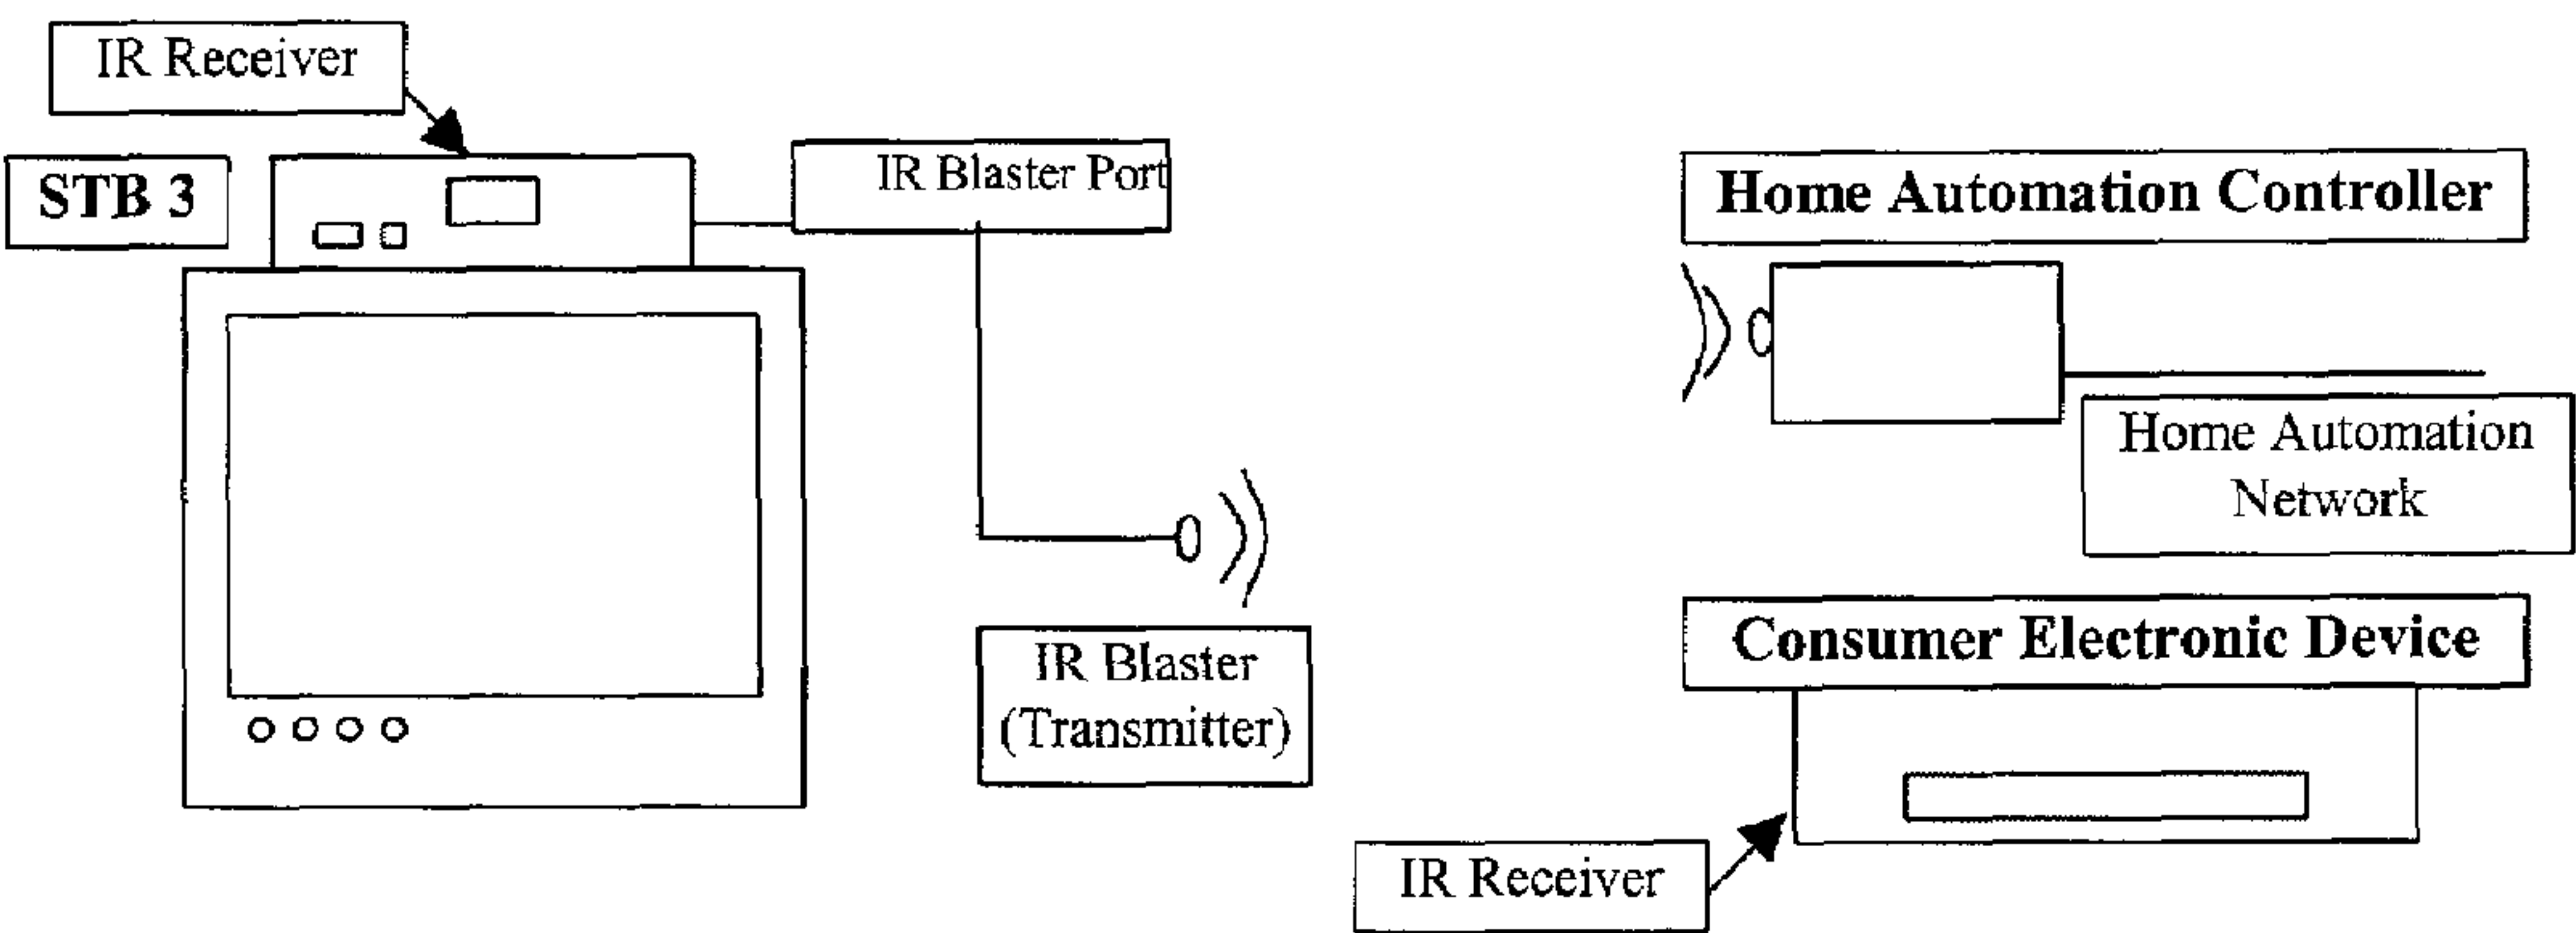 IR Receiver
STB 3
IR Blaster Port
Home Automation Controller
Home Automation
Network
IR Blaster
(Transmitter)
Consumer Electronic Device
IR Receiver